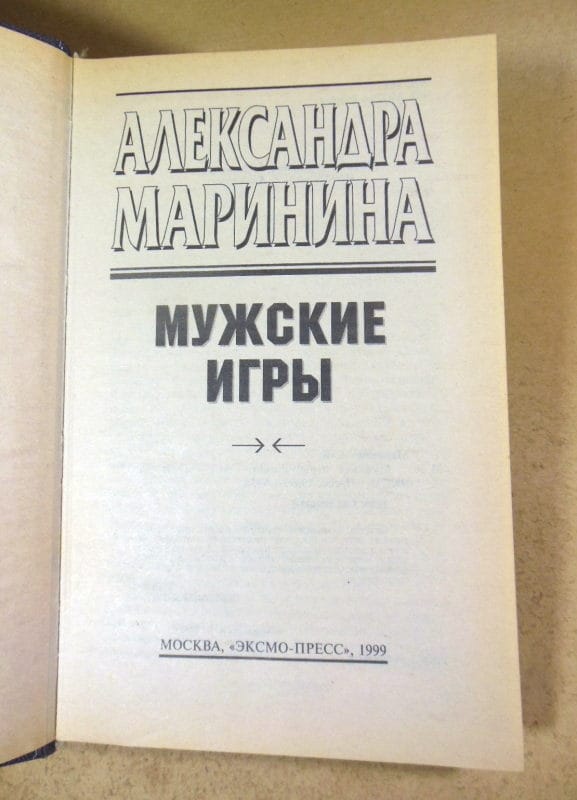 АЛЕКСАНДРА
МАРИНИНА
МУЖСКИЕ
ИГРЫ
МОСКВА, «ЭКСМО-ПРЕСС», 1999